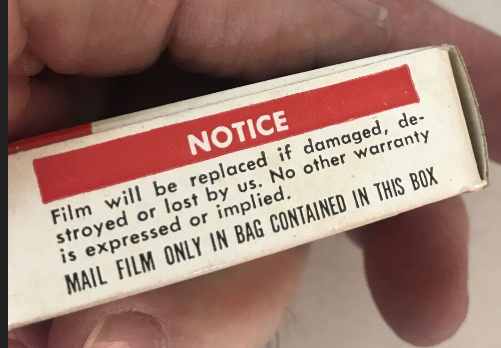 NOTICE
Film will be replaced if damaged, de-
stroyed or lost by us. No other warranty
is expressed or implied.
MAIL FILM ONLY IN BAG CONTAINED IN THIS BOX